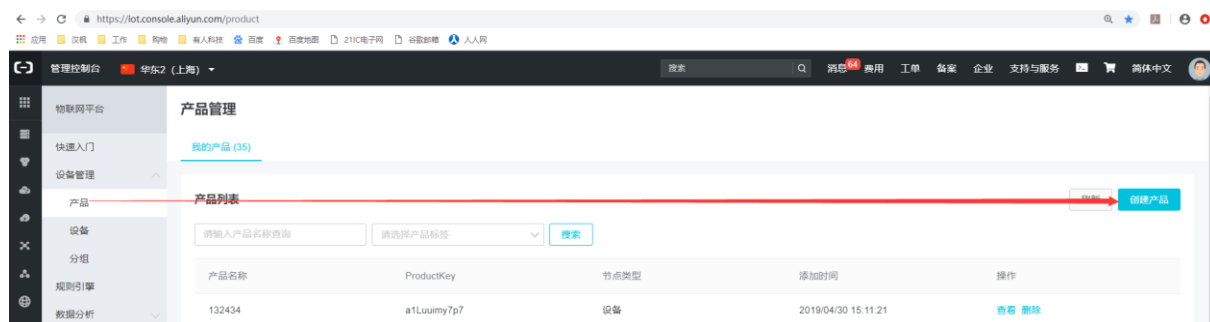 https://iot.console.aliyun.com/product
应用 汉枫 工作 购物 有人科技 百度 百度地图 21IC电子网 谷歌邮箱 人人网
管理控制台 华东2（上海） 搜索 消息 64 费用 工单 备案 企业 支持与服务 简体中文
物联网平台
产品管理
快速入门
我的产品 (35)
设备管理
产品
产品列表
刷新 创建产品
设备
请输入产品名称查询 请选择产品标签 搜索
分组
产品名称 ProductKey 节点类型 添加时间 操作
规则引擎
132434 a1Luuimy7p7 设备 2019/04/30 15:11:21 查看 删除
数据分析